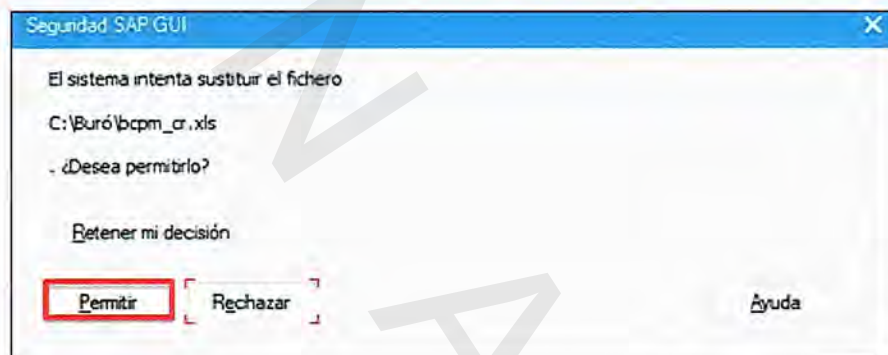 Seguridad SAP GUI
El sistema intenta sustituir el fichero
C:\Buró\bcpm_cr.xls
. ¿Desea permitirlo?
Retener mi decisión
Permitir Rechazar Ayuda